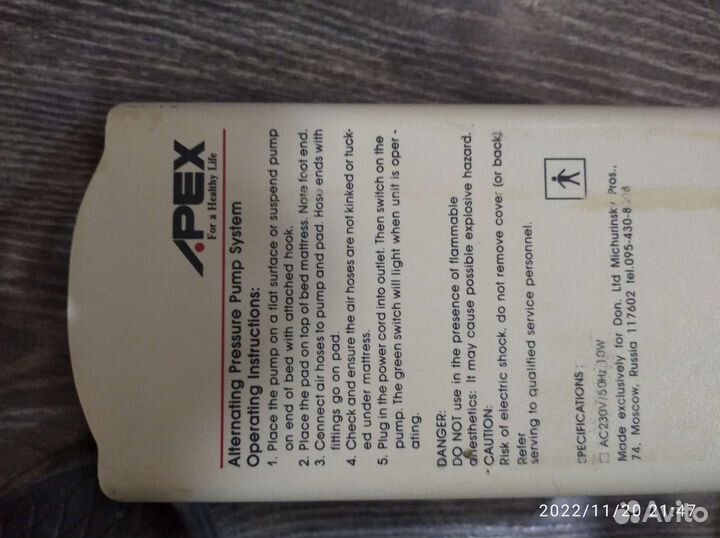 APEX
For a Healthy Life
Alternating Pressure Pump System
Operating Instructions:
1. Place the pump on a flat surface or suspend pump
on end of bed with attached hook.
2. Place the pad on top of bed mattress. Note foot end.
3. Connect air hoses to pump and pad. Hose ends with
fittings go on pad.
4. Check and ensure the air hoses are not kinked or tuck-
ed under mattress.
5. Plug in the power cord into outlet. Then switch on the
pump. The green switch will light when unit is oper -
ating.
DANGER:
DO NOT use in the presence of flammable
anesthetics: It may cause possible explosive hazard.
CAUTION:
Risk of electric shock, do not remove cover (or back)
Refer
serving to qualified service personnel.
SPECIFICATIONS :
AC230V/50Hz 10W
Made exclusively for Don. Ltd Michurinsky Pros.,
74, Moscow, Russia 117602 tel.095-430-8
2022/11/20 21:47
Avito